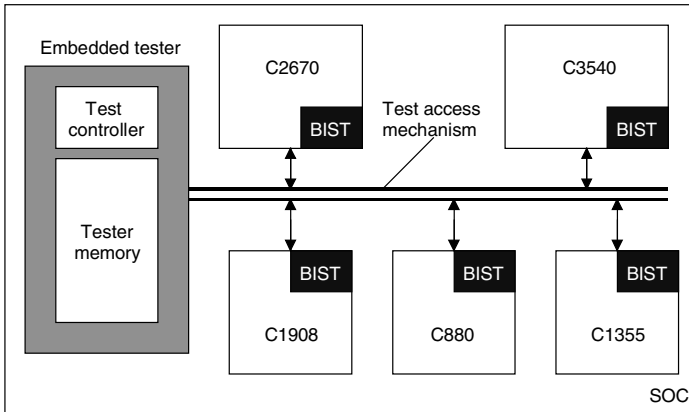 Embedded tester
Test
controller
Tester
memory
C2670
BIST
Test access
mechanism
C3540
BIST
BIST
C1908
BIST
C880
BIST
C1355
SOC